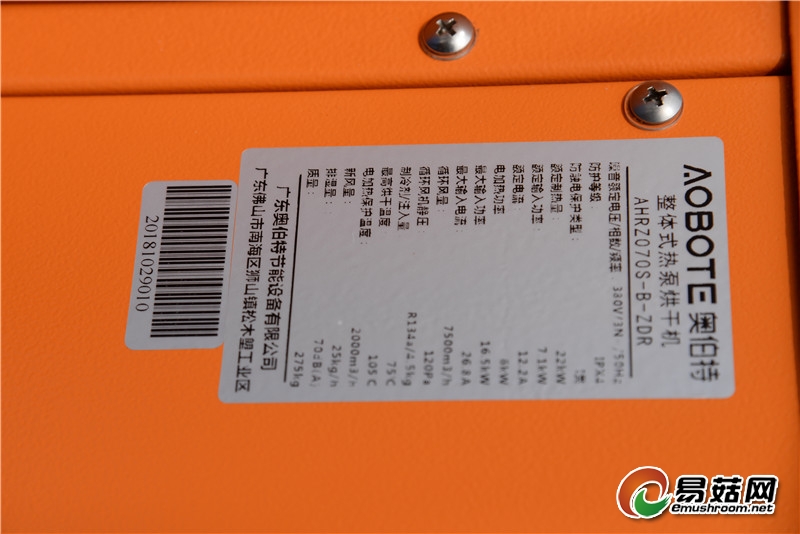 AOBOTE 奥伯特
整体式热泵烘干机
AHRZ070S-B-ZDR
额定电压/相数/频率 380V/3N~/50Hz
防护等级 IPX4
防触电保护类型: I类
额定制热量: 22kW
额定输入功率 7.1kW
额定电流 12.2A
电加热功率
最大输入功率 16.5kW
最大输入电流: 26.8A
循环风量: 7500m3/h
循环风机静压 120Pa
制冷剂/注入量 R134a/4.5kg
最高烘干温度: 75℃
电加热保护温度: 105℃
新风量: 2000m3/h
排湿量: 25kg/h
70dB(A)
质量: 275kg
广东奥伯特节能设备有限公司
广东佛山市南海区狮山镇松木塱工业区
20181029010
易菇网
emushroom.net